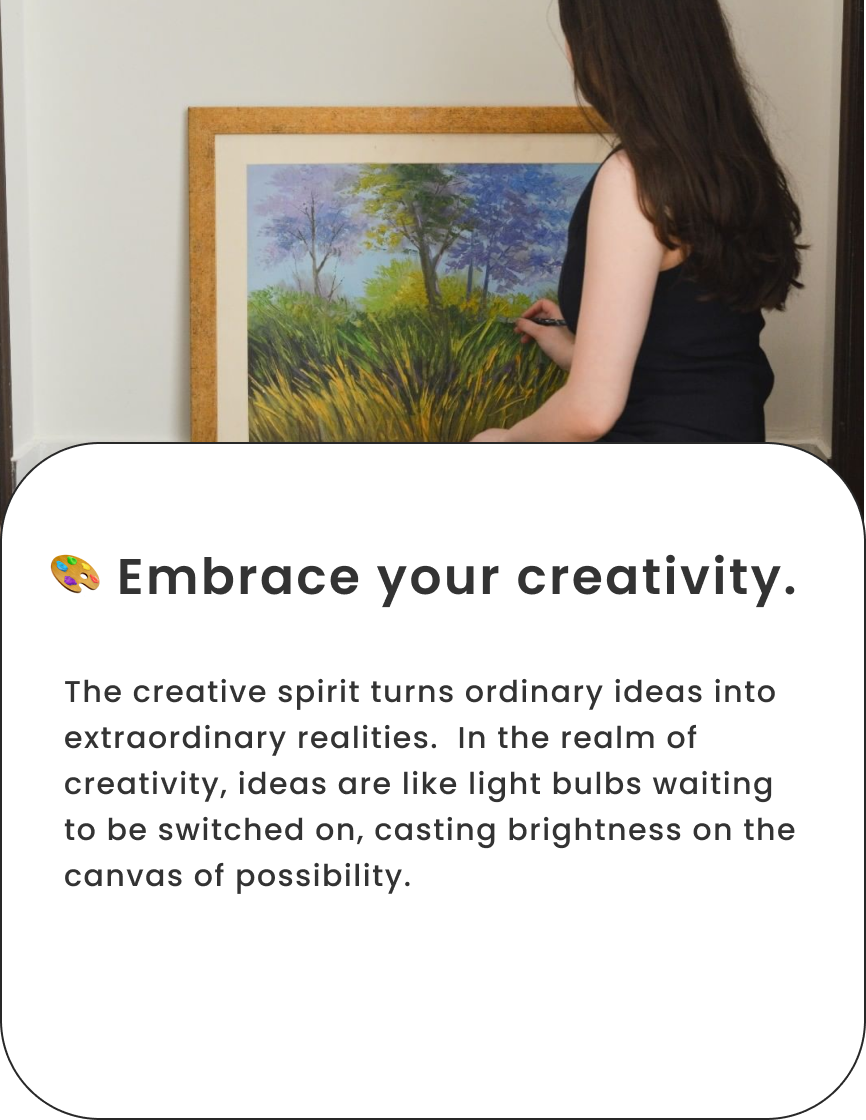 🎨 Embrace your creativity.
The creative spirit turns ordinary ideas into
extraordinary realities.  In the realm of
creativity, ideas are like light bulbs waiting
to be switched on, casting brightness on the
canvas of possibility.